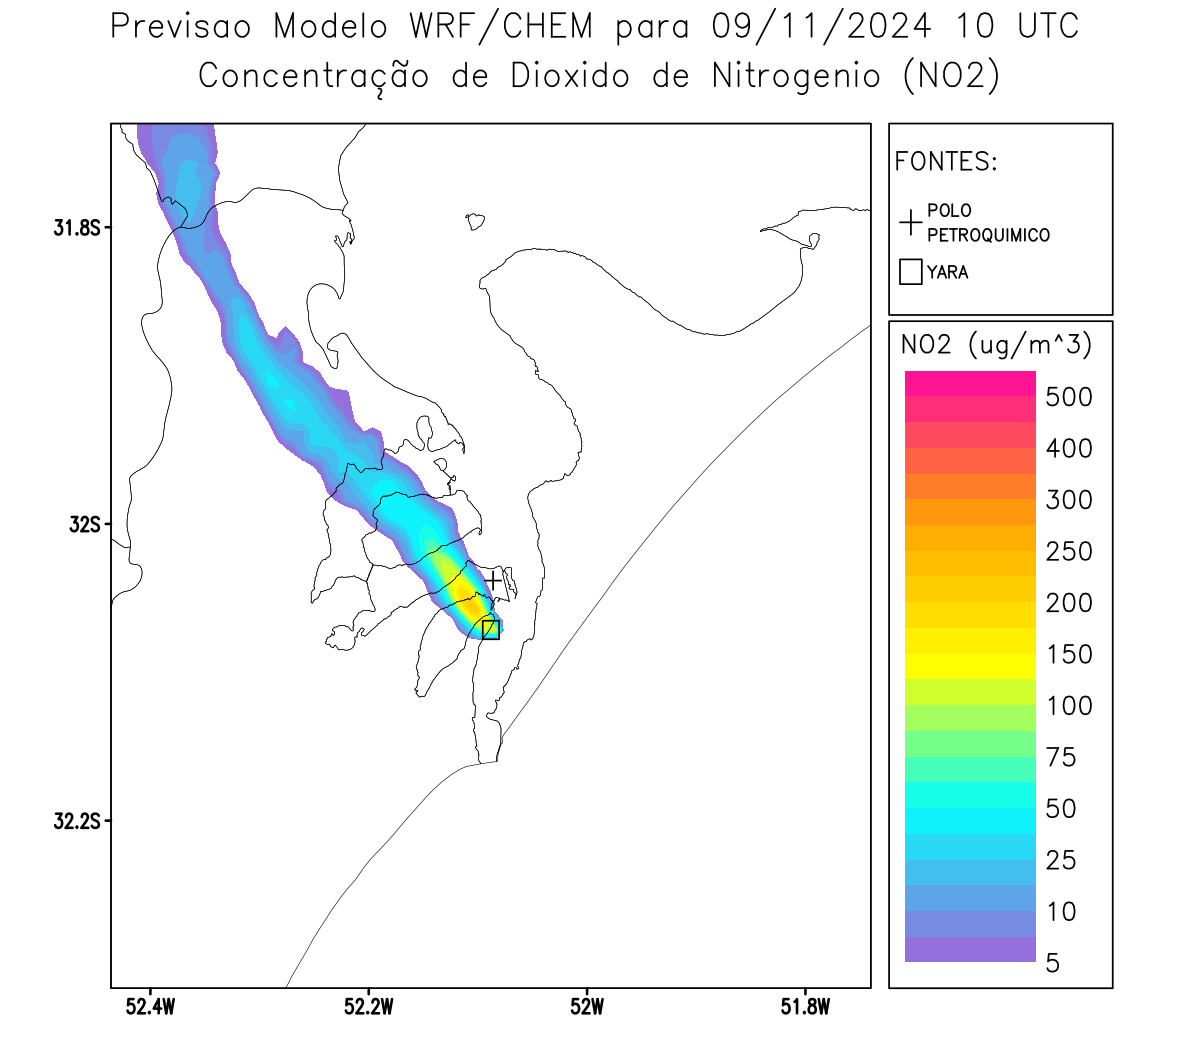 Previsao Modelo WRF/CHEM para 09/11/2024 10 UTC
Concentração de Dioxido de Nitrogenio (NO2)
FONTES:
POLO
PETROQUIMICO
YARA
NO2 (ug/m^3)
500
400
300
250
200
150
100
75
50
25
10
5
31.8S
32S
32.2S
52.4W
52.2W
52W
51.8W